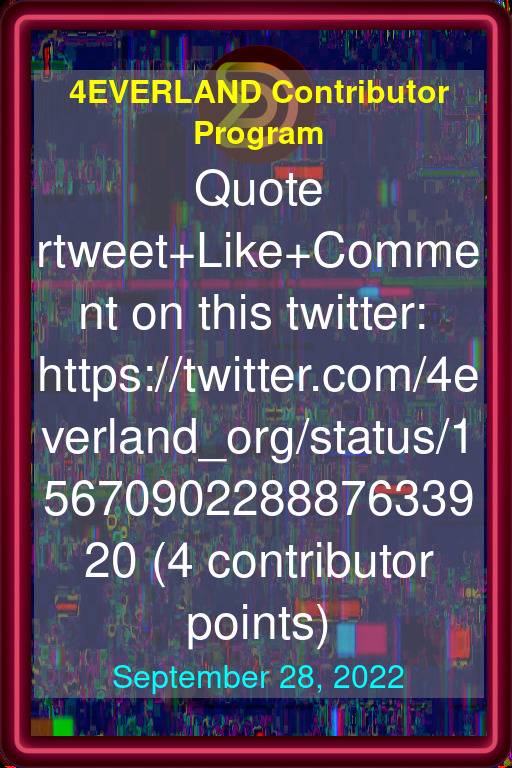 4EVERLAND Contributor
Program
Quote
rtweet+Like+Comme
nt on this twitter:
https://twitter.com/4e
verland_org/status/1
5670902288876339
20 (4 contributor
points)
September 28, 2022